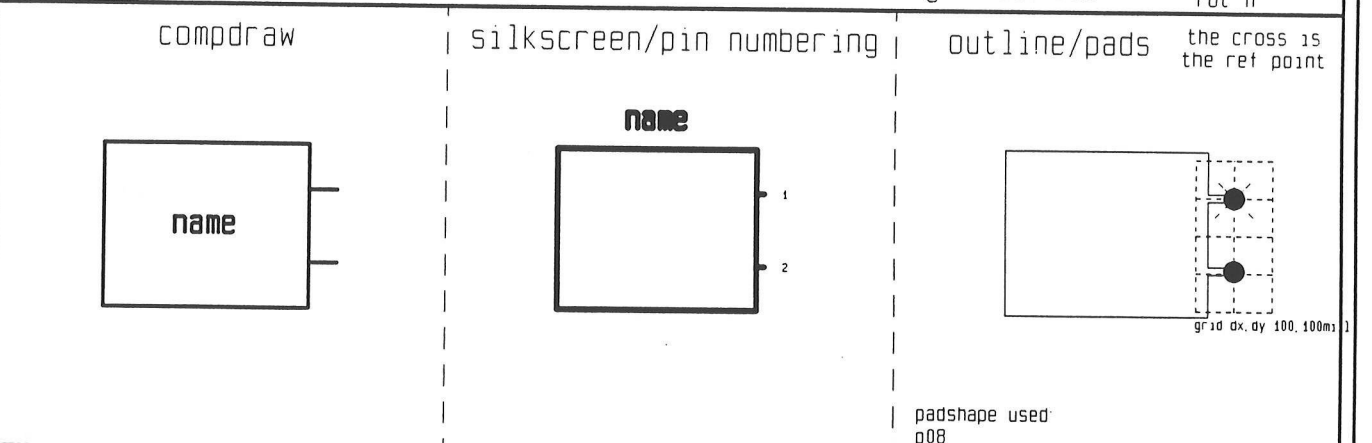 compdraw
silkscreen/pin numbering
outline/pads
the cross is
the ref point
name
name
1
2
grid dx,dy 100,100mil
padshape used
p08